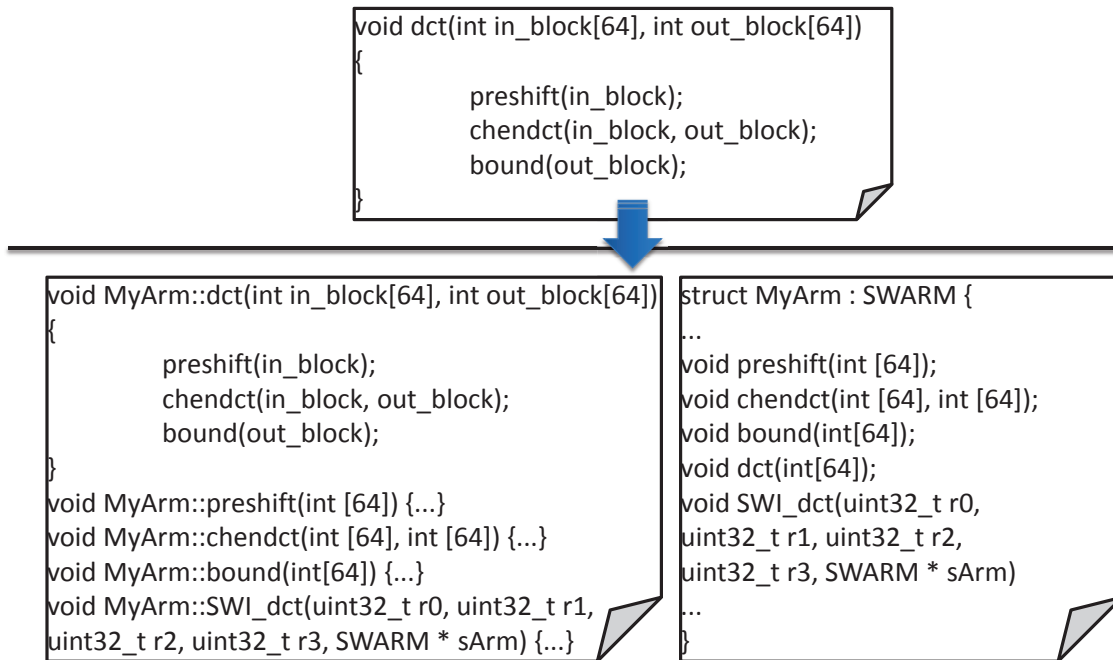 void dct(int in_block[64], int out_block[64])
{
preshift(in_block);
chendct(in_block, out_block);
bound(out_block);
}
void MyArm::dct(int in_block[64], int out_block[64])
{
preshift(in_block);
chendct(in_block, out_block);
bound(out_block);
}
void MyArm::preshift(int [64]) {...}
void MyArm::chendct(int [64], int [64]) {...}
void MyArm::bound(int[64]) {...}
void MyArm::SWI_dct(uint32_t r0, uint32_t r1,
uint32_t r2, uint32_t r3, SWARM * sArm) {...}
struct MyArm : SWARM {
...
void preshift(int [64]);
void chendct(int [64], int [64]);
void bound(int[64]);
void dct(int[64]);
void SWI_dct(uint32_t r0,
uint32_t r1, uint32_t r2,
uint32_t r3, SWARM * sArm)
...
}